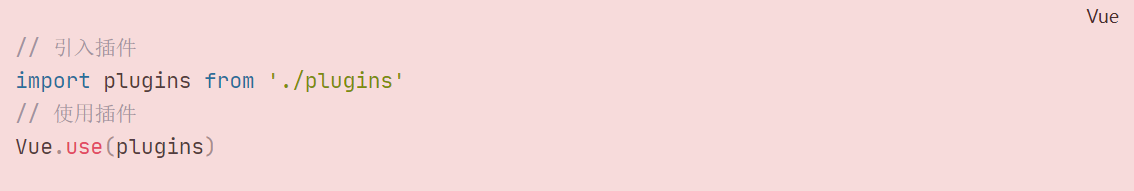 Vue
// 引入插件
import plugins from './plugins'
// 使用插件
Vue.use(plugins)